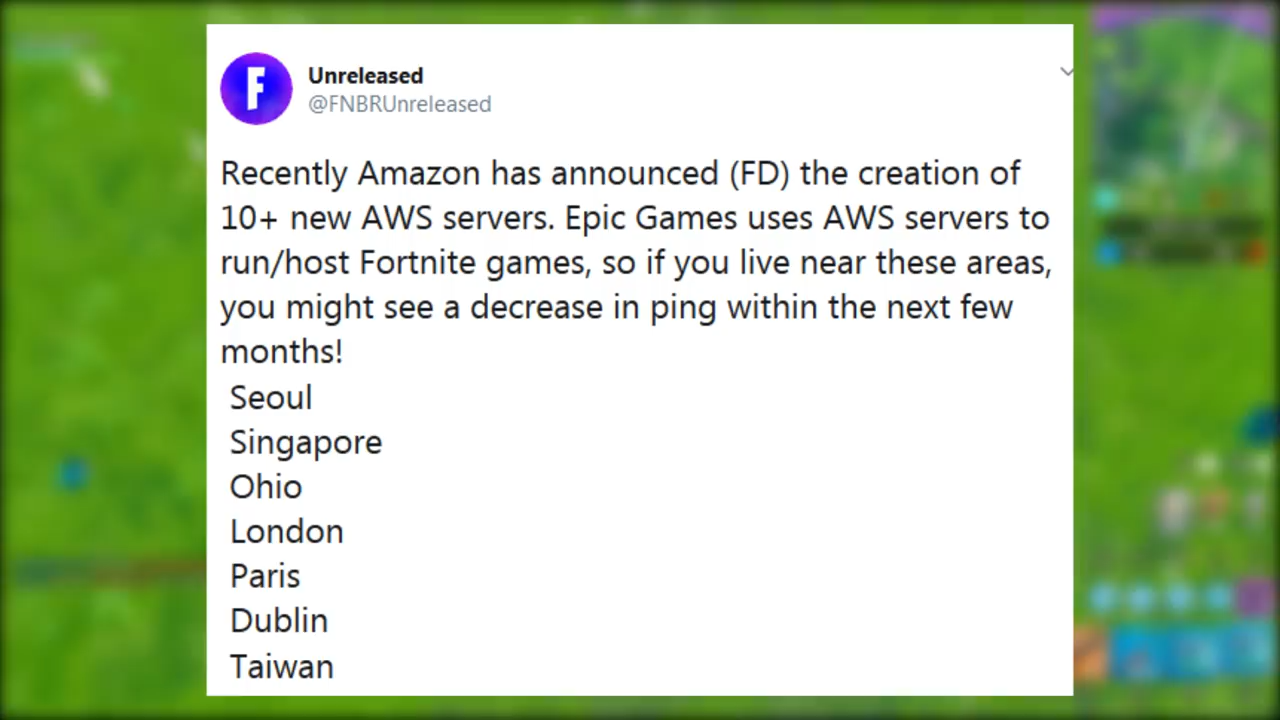 F
Unreleased
@FNBRUnreleased
Recently Amazon has announced (FD) the creation of
10+ new AWS servers. Epic Games uses AWS servers to
run/host Fortnite games, so if you live near these areas,
you might see a decrease in ping within the next few
months!
Seoul
Singapore
Ohio
London
Paris
Dublin
Taiwan